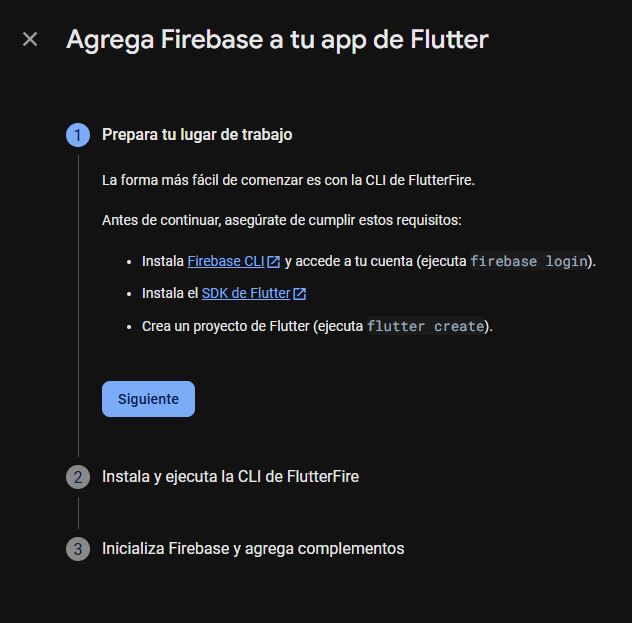 Agrega Firebase a tu app de Flutter
1 Prepara tu lugar de trabajo
La forma más fácil de comenzar es con la CLI de FlutterFire.
Antes de continuar, asegúrate de cumplir estos requisitos:
• Instala Firebase CLI y accede a tu cuenta (ejecuta firebase login).
• Instala el SDK de Flutter
• Crea un proyecto de Flutter (ejecuta flutter create).
Siguiente
2 Instala y ejecuta la CLI de FlutterFire
3 Inicializa Firebase y agrega complementos